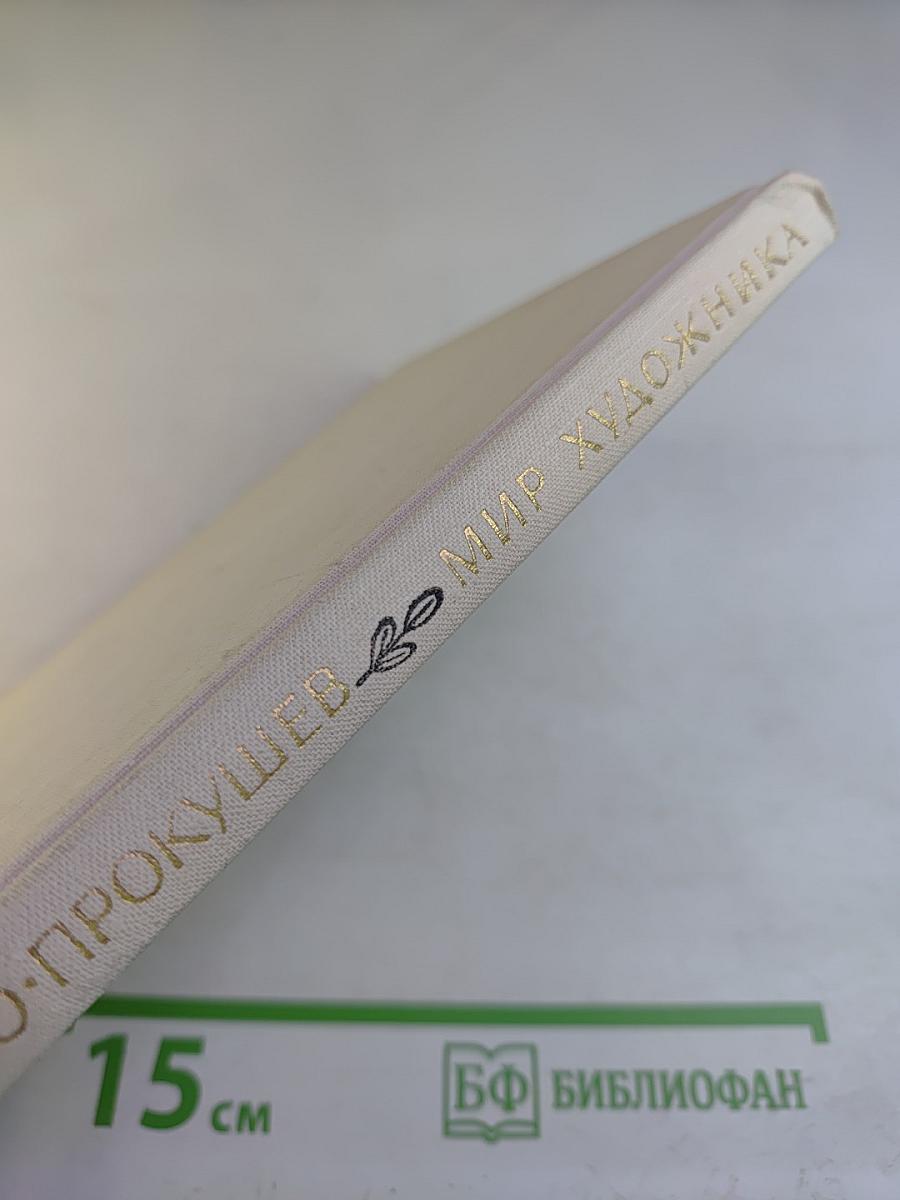 Ю·ПРОКУШЕВ МИР ХУДОЖНИКА
15 см
БФ БИБЛИОФАН